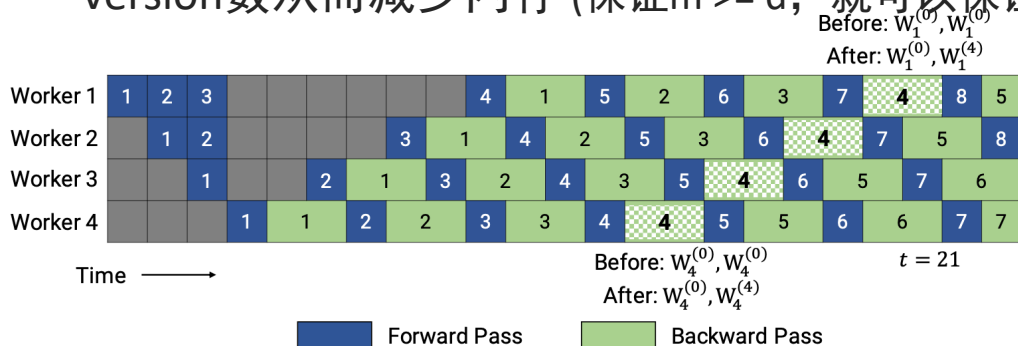 version数从而减少内存 (保证m >= d, 就可以保证
Before: W₁⁽⁰⁾, W₁⁽⁰⁾
After: W₁⁽⁰⁾, W₁⁽⁴⁾
Worker 1 1 2 3 4 1 5 2 6 3 7 4 8 5
Worker 2 1 2 3 1 4 2 5 3 6 4 7 5 8
Worker 3 1 2 1 3 2 4 3 5 4 6 5 7 6
Worker 4 1 1 2 2 3 3 4 4 5 5 6 6 7 7
Before: W₄⁽⁰⁾, W₄⁽⁰⁾
t = 21
Time
After: W₄⁽⁰⁾, W₄⁽⁴⁾
Forward Pass Backward Pass